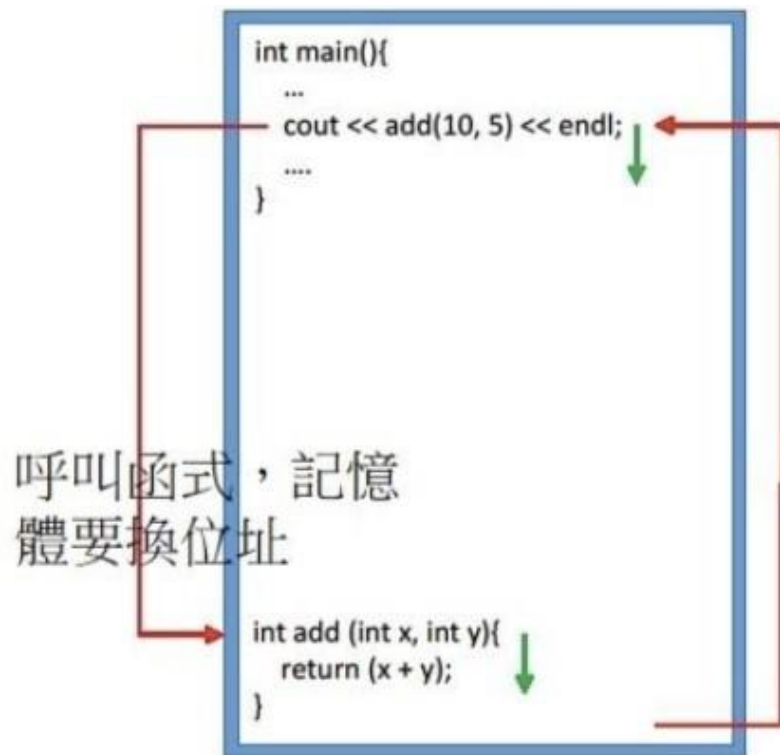 int main(){
...
cout << add(10, 5) << endl;
....
}
呼叫函式，記憶
體要換位址
int add (int x, int y){
return (x + y);
}